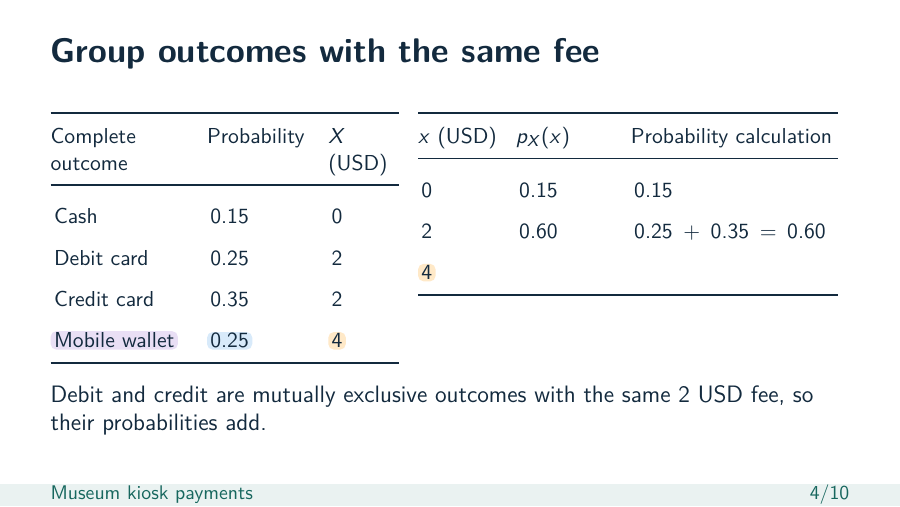 Group outcomes with the same fee
Complete outcome Probability X (USD)
Cash 0.15 0
Debit card 0.25 2
Credit card 0.35 2
Mobile wallet 0.25 4
x (USD) pX(x) Probability calculation
0 0.15 0.15
2 0.60 0.25 + 0.35 = 0.60
4
Debit and credit are mutually exclusive outcomes with the same 2 USD fee, so
their probabilities add.
Museum kiosk payments 4/10